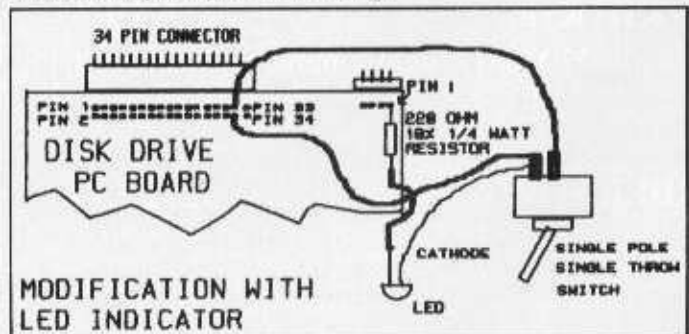 34 PIN CONNECTOR
PIN 1
PIN 1
PIN 33
PIN 2
PIN 34
220 OHM
10% 1/4 WATT
RESISTOR
DISK DRIVE
PC BOARD
CATHODE
SINGLE POLE
SINGLE THROW
SWITCH
LED
MODIFICATION WITH
LED INDICATOR